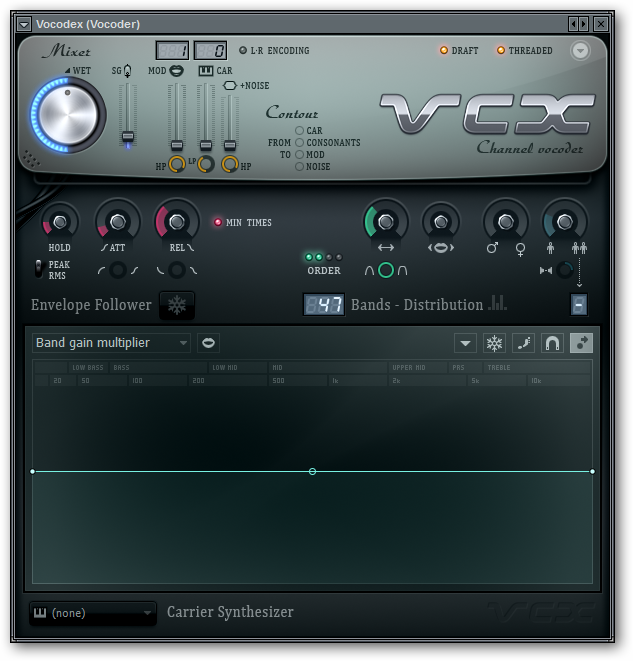 Vocodex (Vocoder)
Mixer
1 0
L-R ENCODING
DRAFT
THREADED
WET
SG
MOD
CAR
+NOISE
Contour
CAR
FROM CONSONANTS
TO MOD
NOISE
HP
LP
HP
VCX
Channel vocoder
HOLD
ATT
REL
MIN TIMES
PEAK
RMS
ORDER
Envelope Follower
47
Bands - Distribution
-
Band gain multiplier
LOW BASS BASS LOW MID MID UPPER MID PRS TREBLE
20 50 100 200 500 1k 2k 5k 10k
(none)
Carrier Synthesizer
VCX